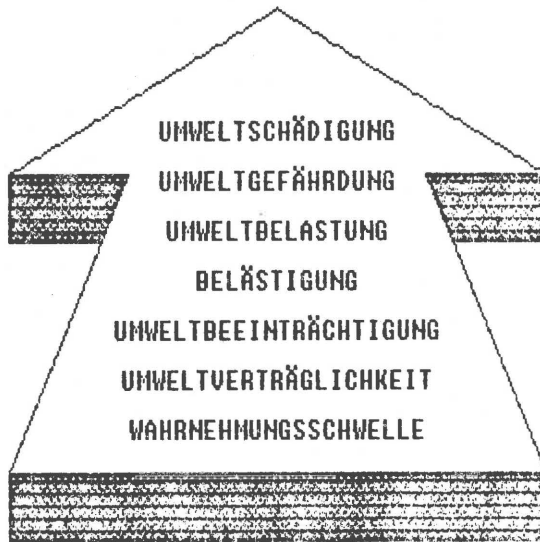 UMWELTSCHÄDIGUNG
UMWELTGEFÄHRDUNG
UMWELTBELASTUNG
BELÄSTIGUNG
UMWELTBEEINTRÄCHTIGUNG
UMWELTVERTRÄGLICHKEIT
WAHRNEHMUNGSSCHWELLE